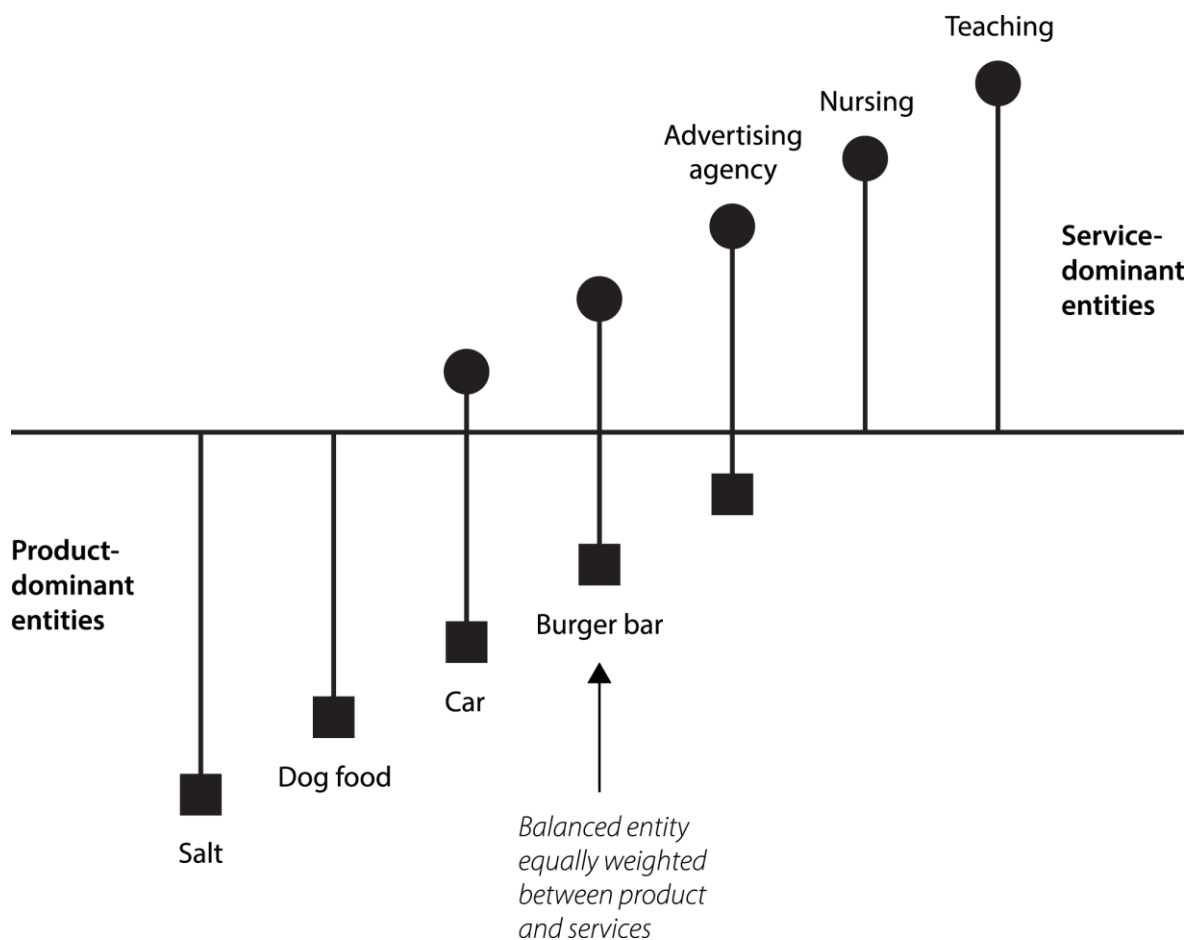 Teaching
Nursing
Advertising
agency
Service-
dominant
entities
Product-
dominant
entities
Burger bar
Car
Dog food
Salt
Balanced entity
equally weighted
between product
and services